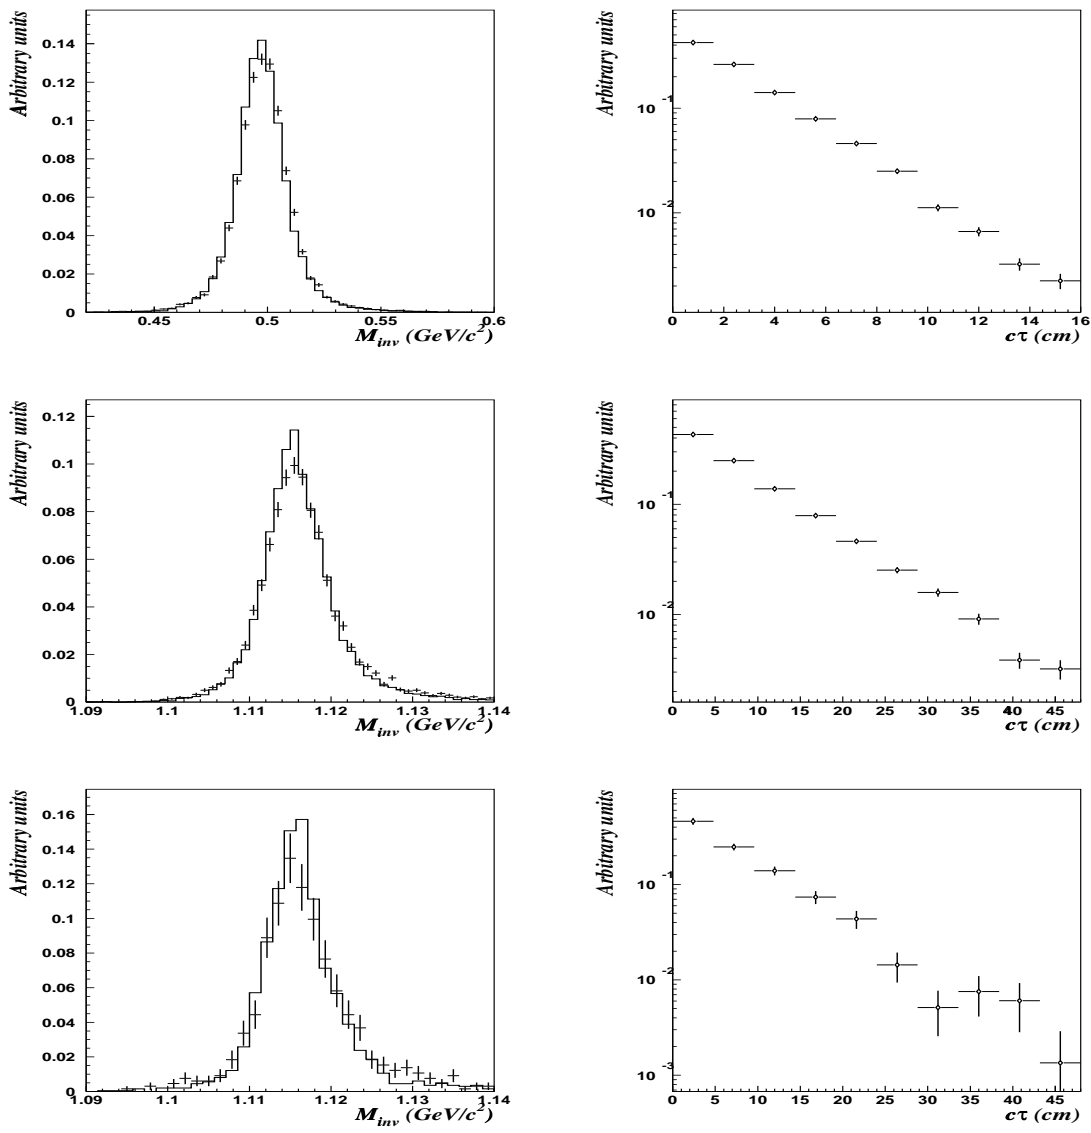 Arbitrary units
0.14
0.12
0.1
0.08
0.06
0.04
0.02
0
0.45 0.5 0.55 0.6
M_inv (GeV/c²)
Arbitrary units
10 -1
10 -2
0 2 4 6 8 10 12 14 16
cτ (cm)
Arbitrary units
0.12
0.1
0.08
0.06
0.04
0.02
0
1.09 1.1 1.11 1.12 1.13 1.14
M_inv (GeV/c²)
Arbitrary units
10 -1
10 -2
0 5 10 15 20 25 30 35 40 45
cτ (cm)
Arbitrary units
0.16
0.14
0.12
0.1
0.08
0.06
0.04
0.02
0
1.09 1.1 1.11 1.12 1.13 1.14
M_inv (GeV/c²)
Arbitrary units
10 -1
10 -2
10 -3
0 5 10 15 20 25 30 35 40 45
cτ (cm)